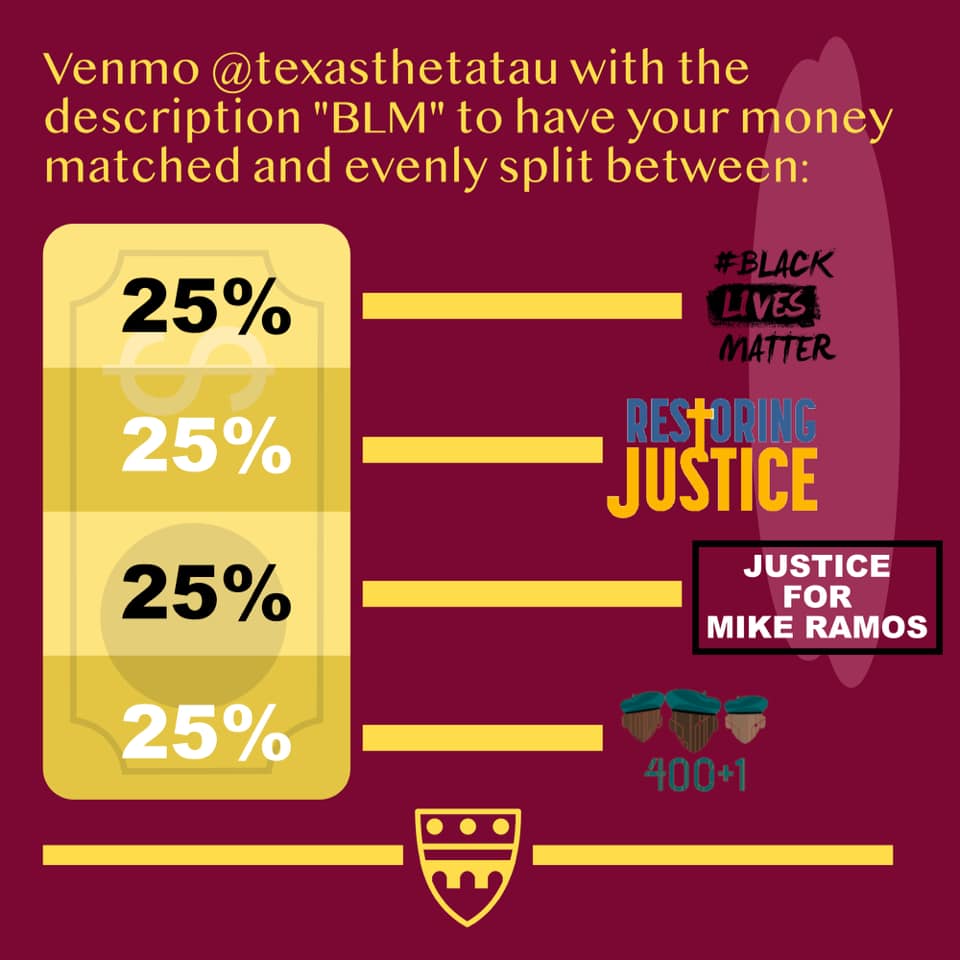 Venmo @texasthetatau with the
description "BLM" to have your money
matched and evenly split between:
25%
#BLACK
LIVES
MATTER
25%
RESTORING
JUSTICE
25%
JUSTICE
FOR
MIKE RAMOS
25%
400+1